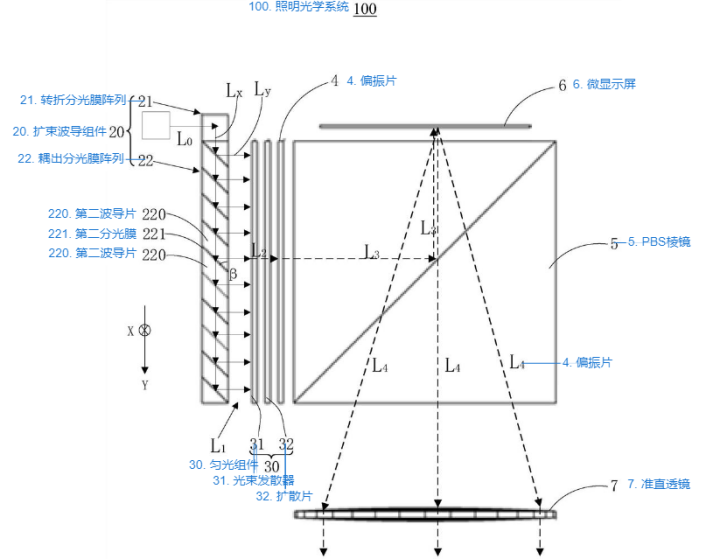 100. 照明光学系统 100
4 4. 偏振片
6 6. 微显示屏
Lx
Ly
21. 转折分光膜阵列 21
20. 扩束波导组件 20
L0
22. 耦出分光膜阵列 22
220. 第二波导片 220
221. 第二分光膜 221
220. 第二波导片 220
β
L2
L3
L3
5 5. PBS棱镜
X
Y
L4
L4
L4 4. 偏振片
L1
31 32
30. 匀光组件 30
31. 光束发散器
32. 扩散片
7 7. 准直透镜